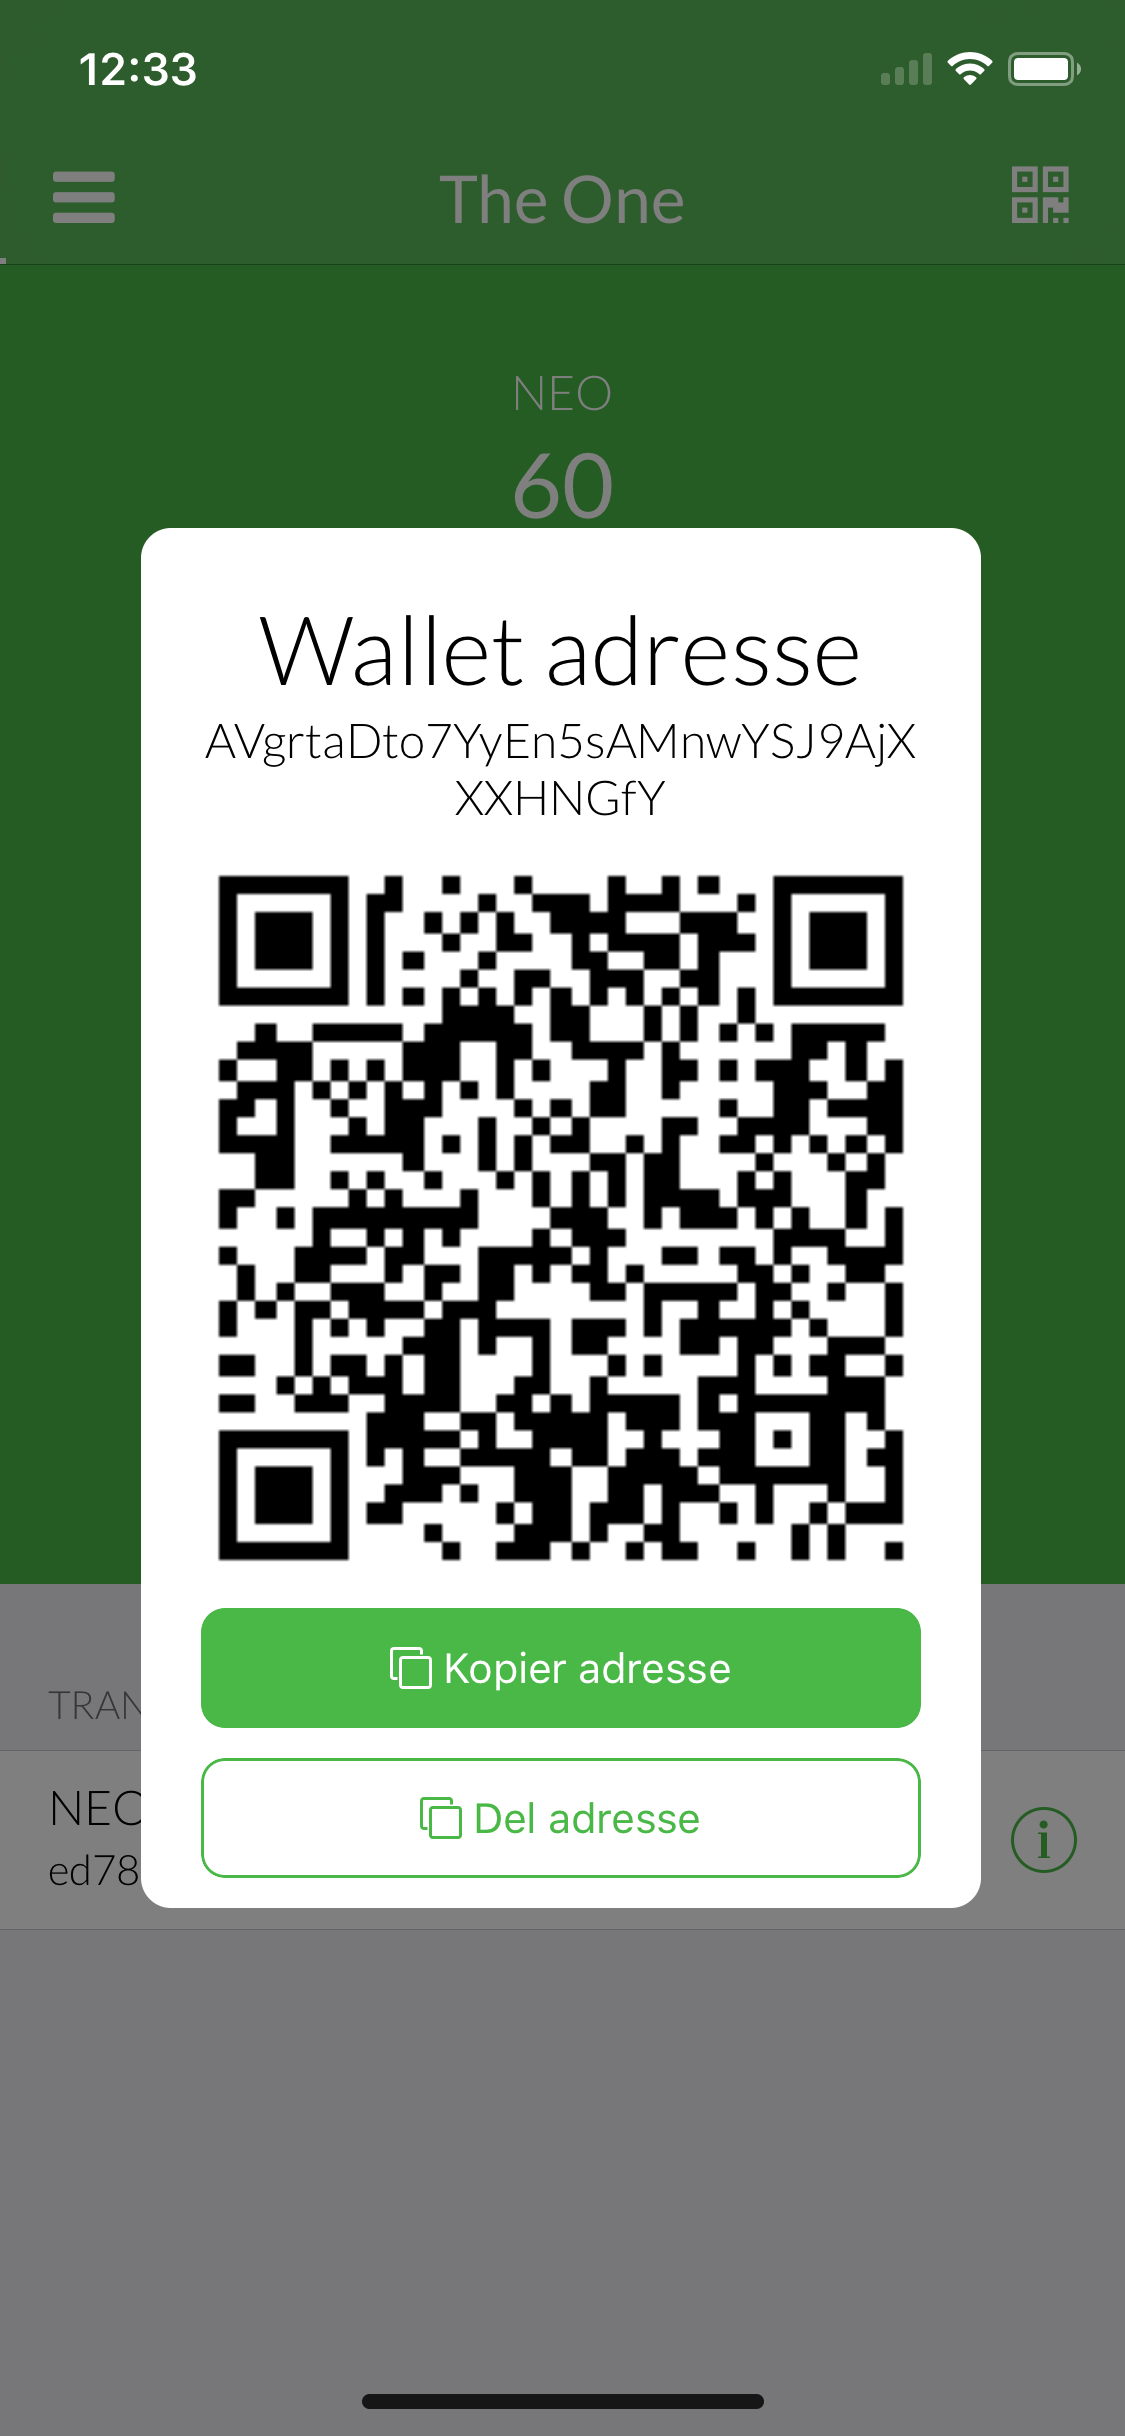 12:33
The One
NEO
60
Wallet adresse
AVgrtaDto7YyEn5sAMnwYSJ9AjX
XXHNGfY
Kopier adresse
TRAN
Del adresse
NEO
ed78